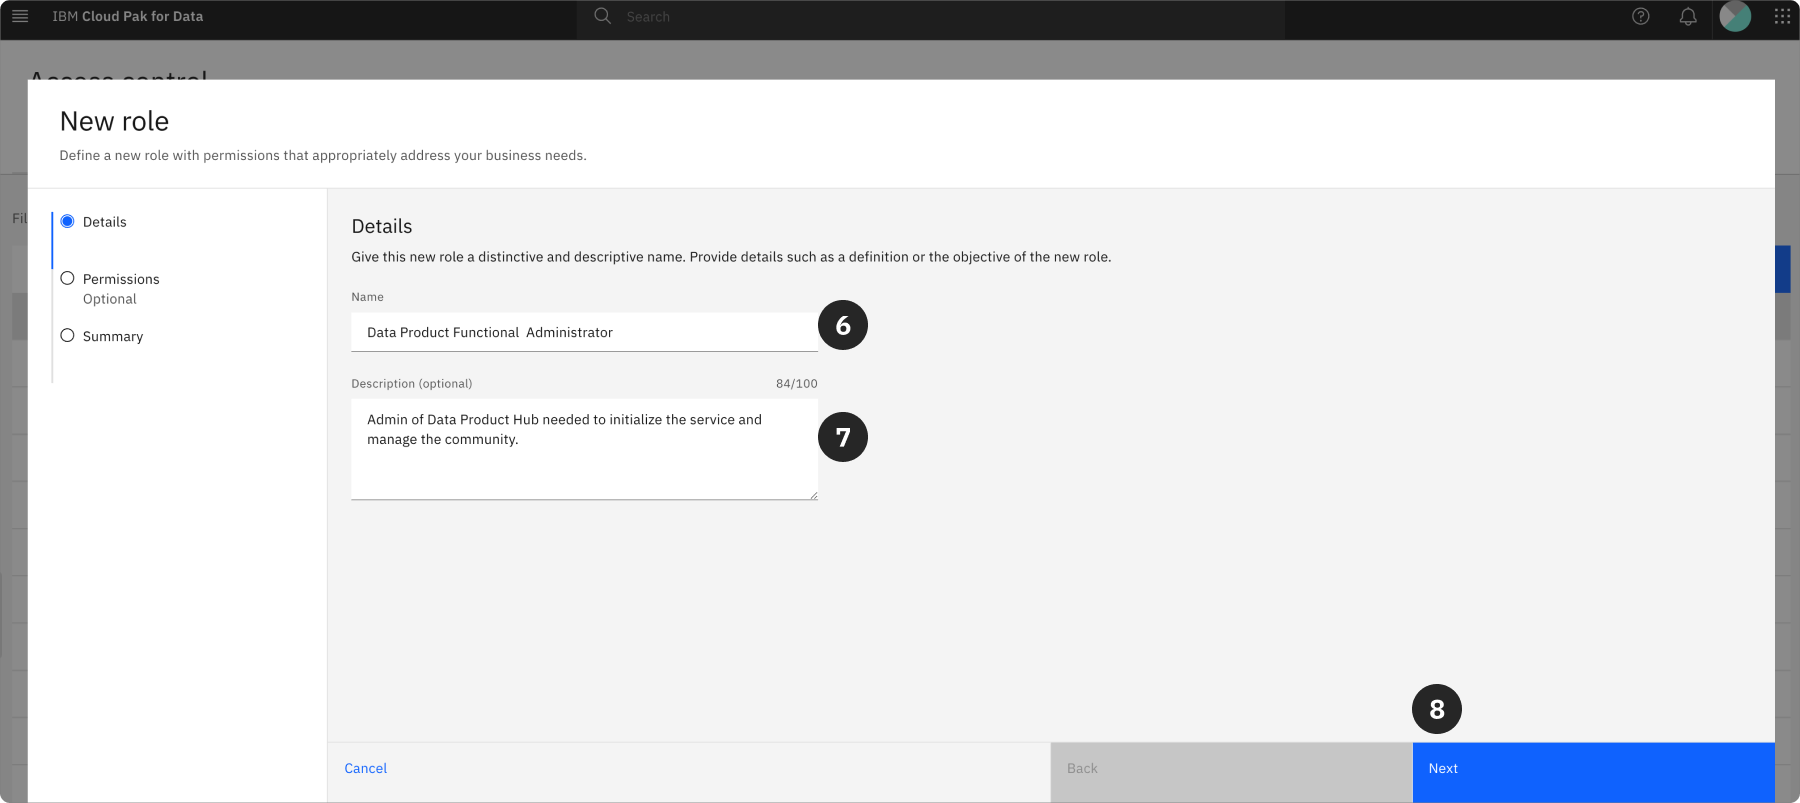 IBM Cloud Pak for Data
Search
Access control
New role
Define a new role with permissions that appropriately address your business needs.
Fil
Details
Permissions
Optional
Summary
Details
Give this new role a distinctive and descriptive name. Provide details such as a definition or the objective of the new role.
Name
Data Product Functional  Administrator
6
Description (optional)
84/100
Admin of Data Product Hub needed to initialize the service and
manage the community.
7
8
Cancel
Back
Next